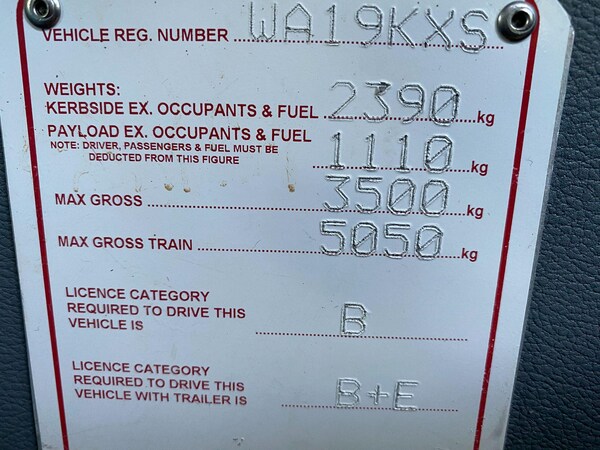 VEHICLE REG. NUMBER WA19KXS
WEIGHTS:
KERBSIDE EX. OCCUPANTS & FUEL 2390 kg
PAYLOAD EX. OCCUPANTS & FUEL 1110 kg
NOTE: DRIVER, PASSENGERS & FUEL MUST BE
DEDUCTED FROM THIS FIGURE
MAX GROSS 3500 kg
MAX GROSS TRAIN 5050 kg
LICENCE CATEGORY
REQUIRED TO DRIVE THIS
VEHICLE IS B
LICENCE CATEGORY
REQUIRED TO DRIVE THIS
VEHICLE WITH TRAILER IS B+E